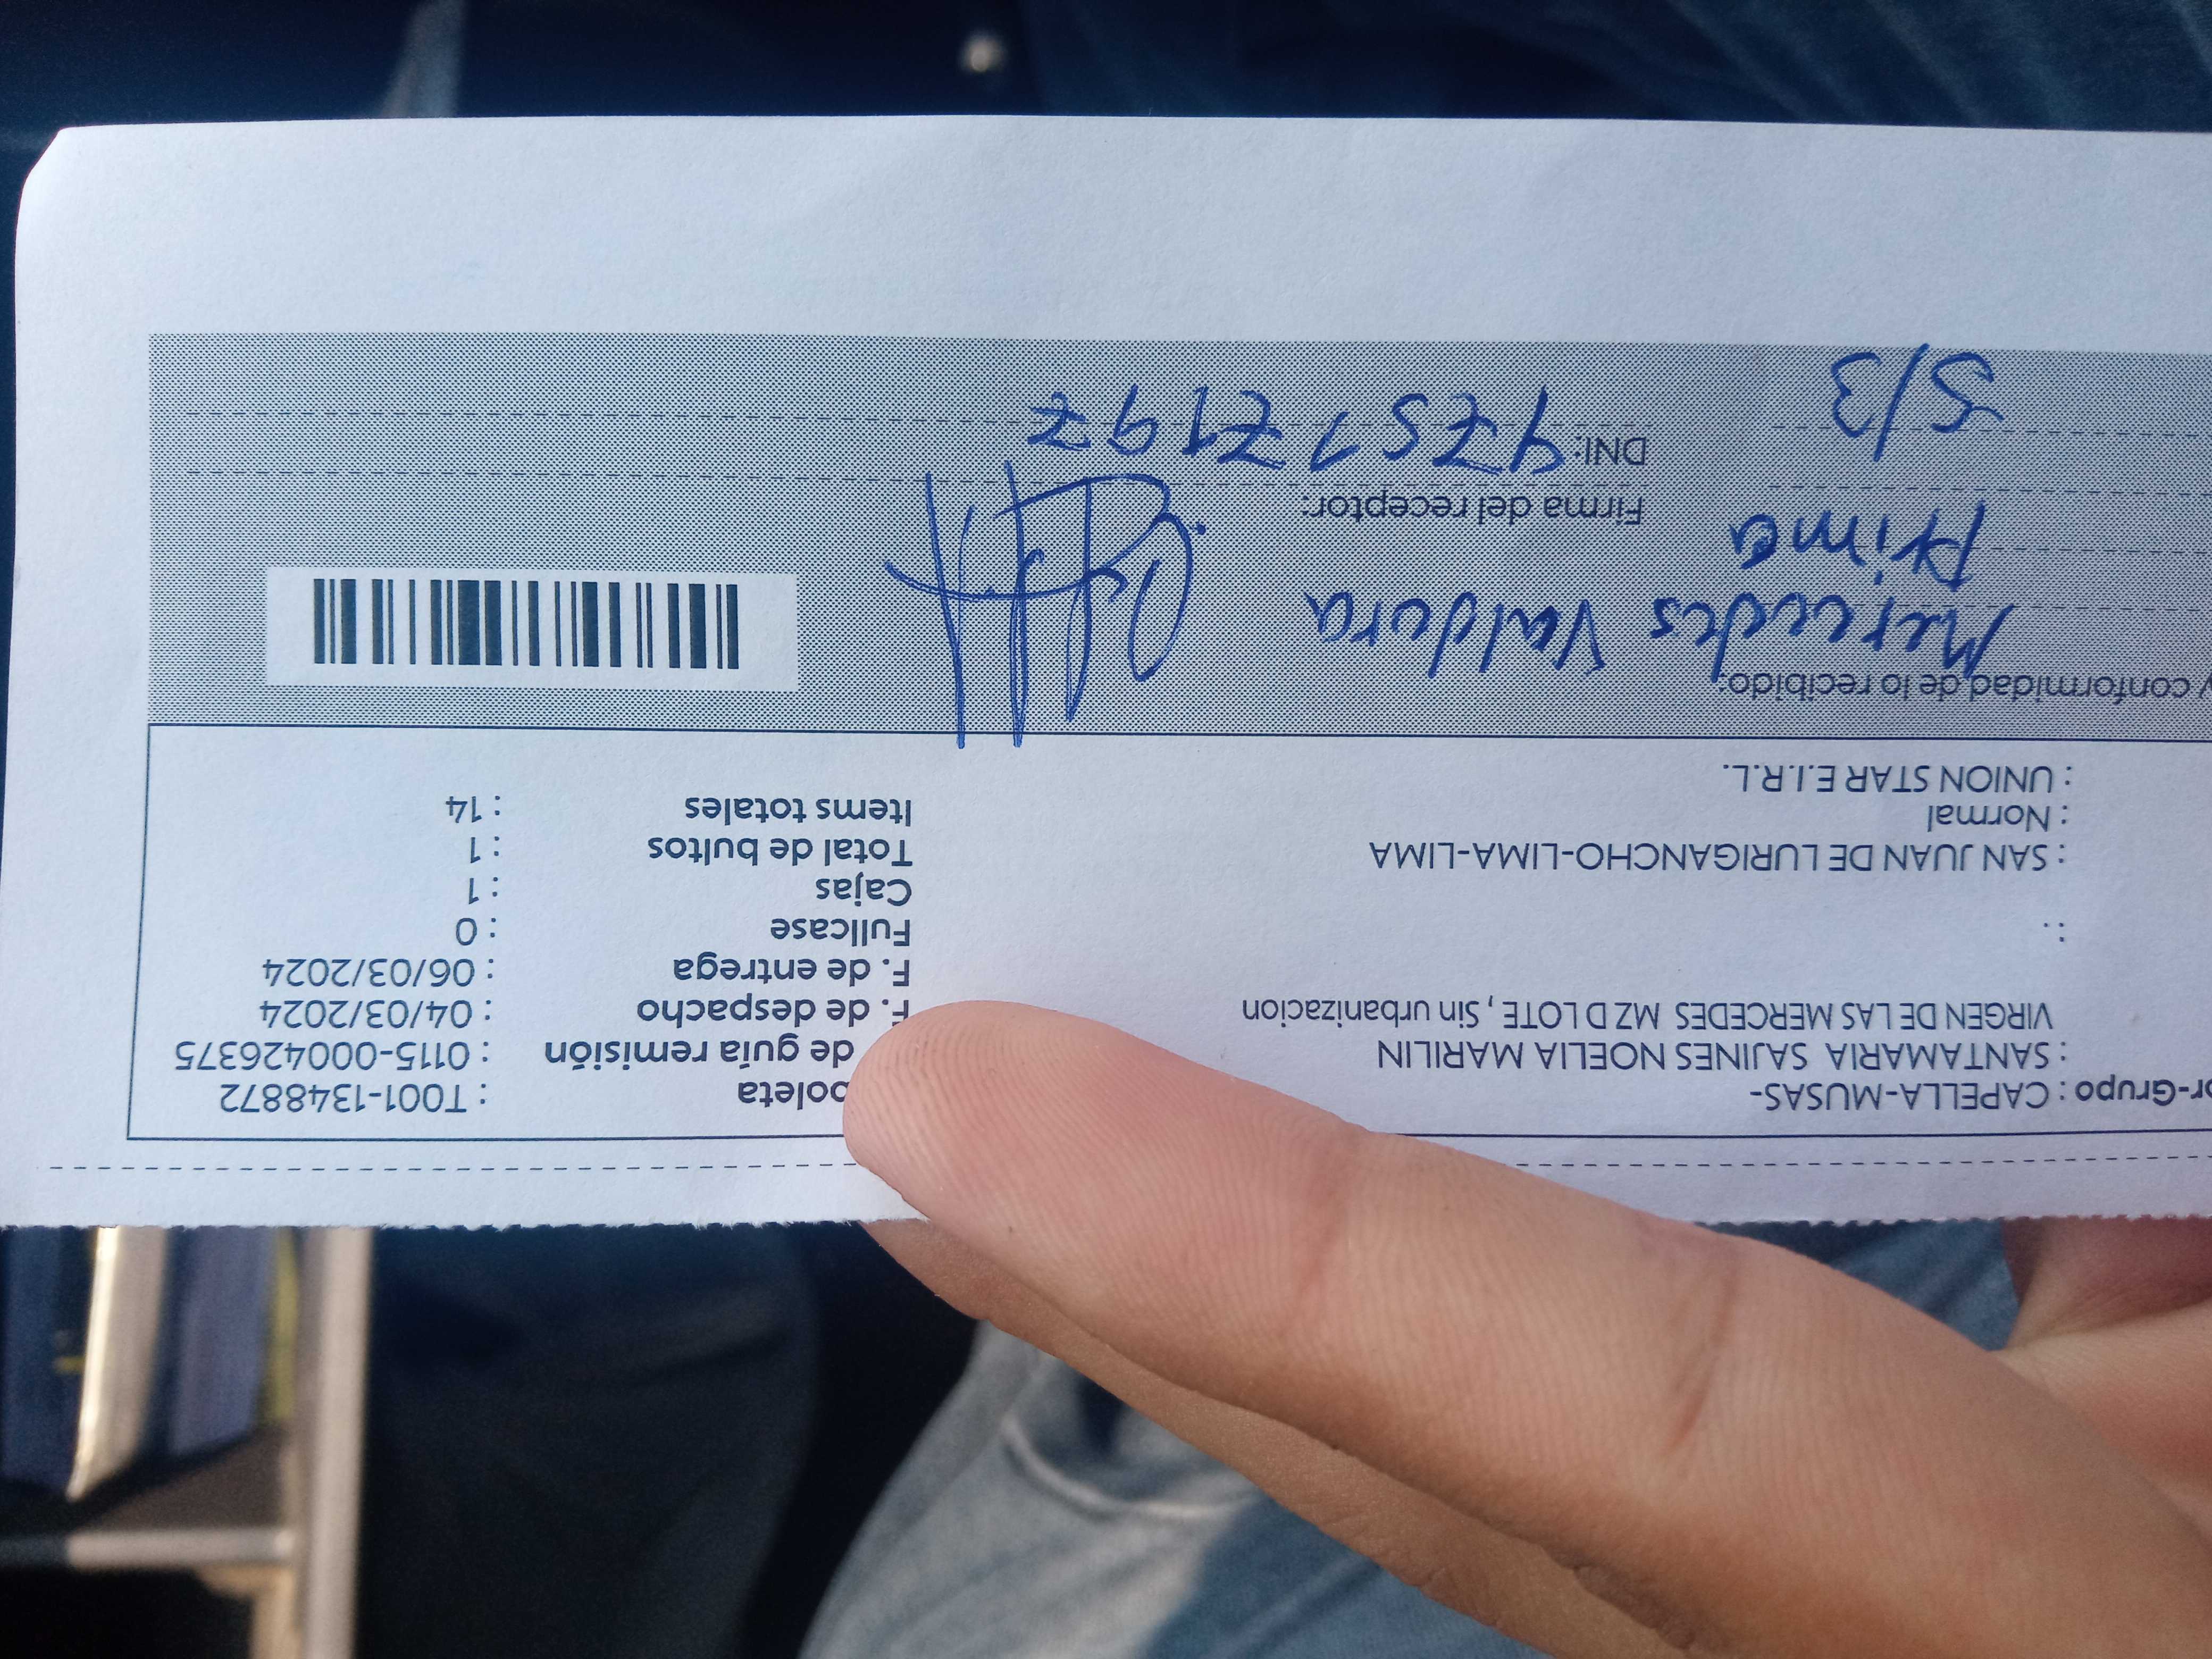 or-Grupo : CAPELLA-MUSAS-
: SANTAMARIA SAJINES NOELIA MARILIN
VIRGEN DE LAS MERCEDES MZ D LOTE , Sin urbanizacion
: .
: SAN JUAN DE LURIGANCHO-LIMA-LIMA
: Normal
: UNION STAR E.I.R.L.
boleta : T001-1348872
de guía remisión : 0115-000426375
F. de despacho : 04/03/2024
F. de entrega : 06/03/2024
Fullcase : 0
Cajas : 1
Total de bultos : 1
Items totales : 14
y conformidad de lo recibido:
Mercedes Valdera
Prima
Firma del receptor:
DNI:
5/3